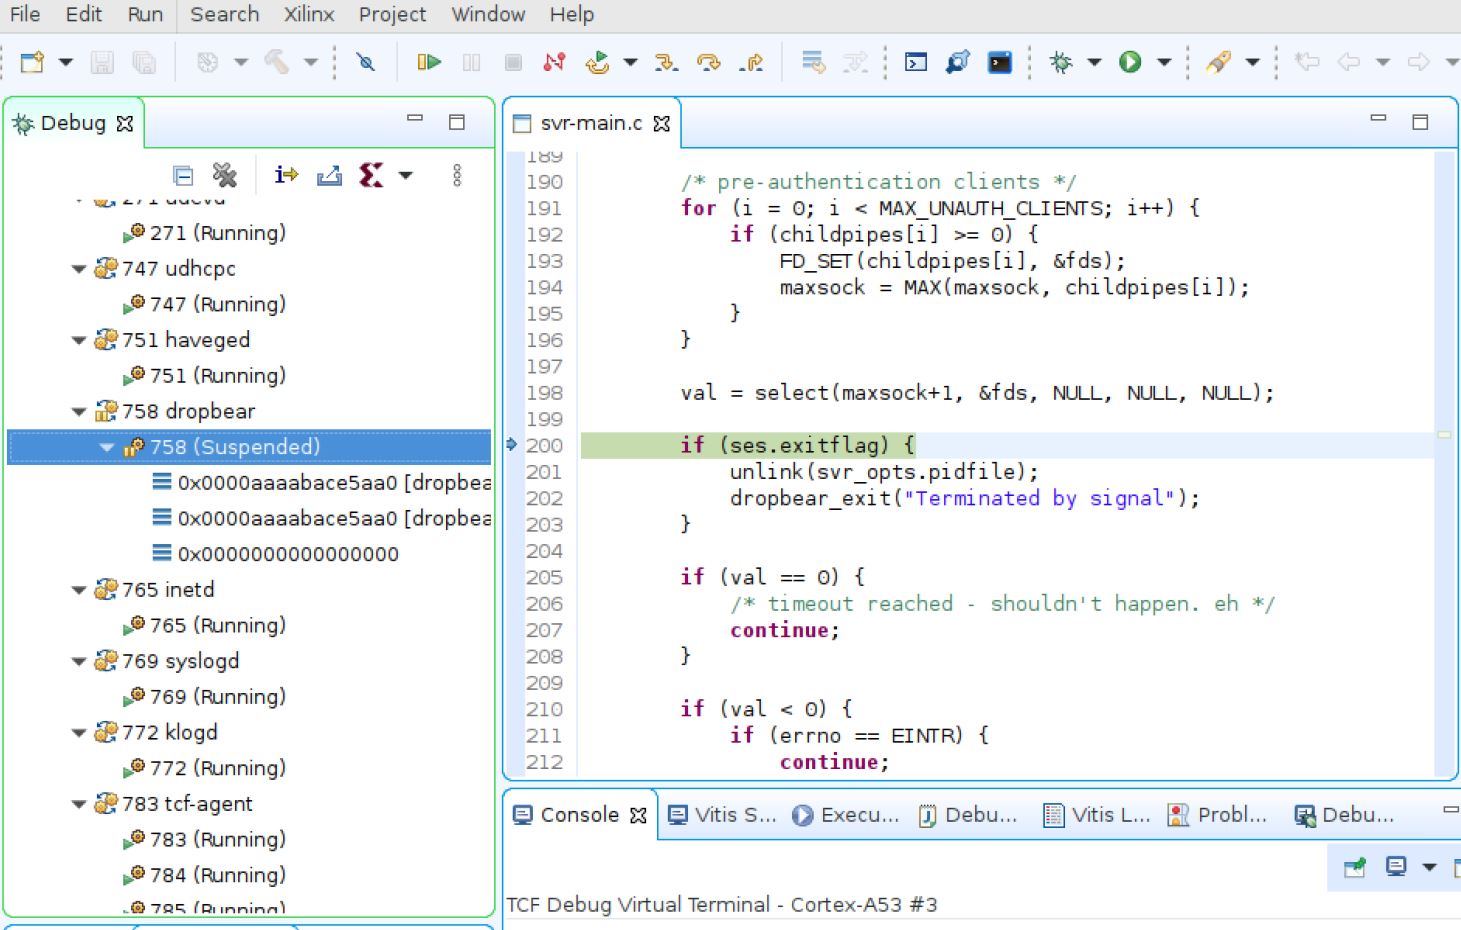 File Edit Run Search Xilinx Project Window Help
Debug
271 (Running)
747 udhcpc
747 (Running)
751 haveged
751 (Running)
758 dropbear
758 (Suspended)
0x0000aaaabace5aa0 [dropbea
0x0000aaaabace5aa0 [dropbea
0x0000000000000000
765 inetd
765 (Running)
769 syslogd
769 (Running)
772 klogd
772 (Running)
783 tcf-agent
783 (Running)
784 (Running)
785 (Running)
svr-main.c
189
190 /* pre-authentication clients */
191 for (i = 0; i < MAX_UNAUTH_CLIENTS; i++) {
192 if (childpipes[i] >= 0) {
193 FD_SET(childpipes[i], &fds);
194 maxsock = MAX(maxsock, childpipes[i]);
195 }
196 }
197
198 val = select(maxsock+1, &fds, NULL, NULL, NULL);
199
200 if (ses.exitflag) {
201 unlink(svr_opts.pidfile);
202 dropbear_exit("Terminated by signal");
203 }
204
205 if (val == 0) {
206 /* timeout reached - shouldn't happen. eh */
207 continue;
208 }
209
210 if (val < 0) {
211 if (errno == EINTR) {
212 continue;
Console Vitis S... Execu... Debu... Vitis L... Probl... Debu...
TCF Debug Virtual Terminal - Cortex-A53 #3